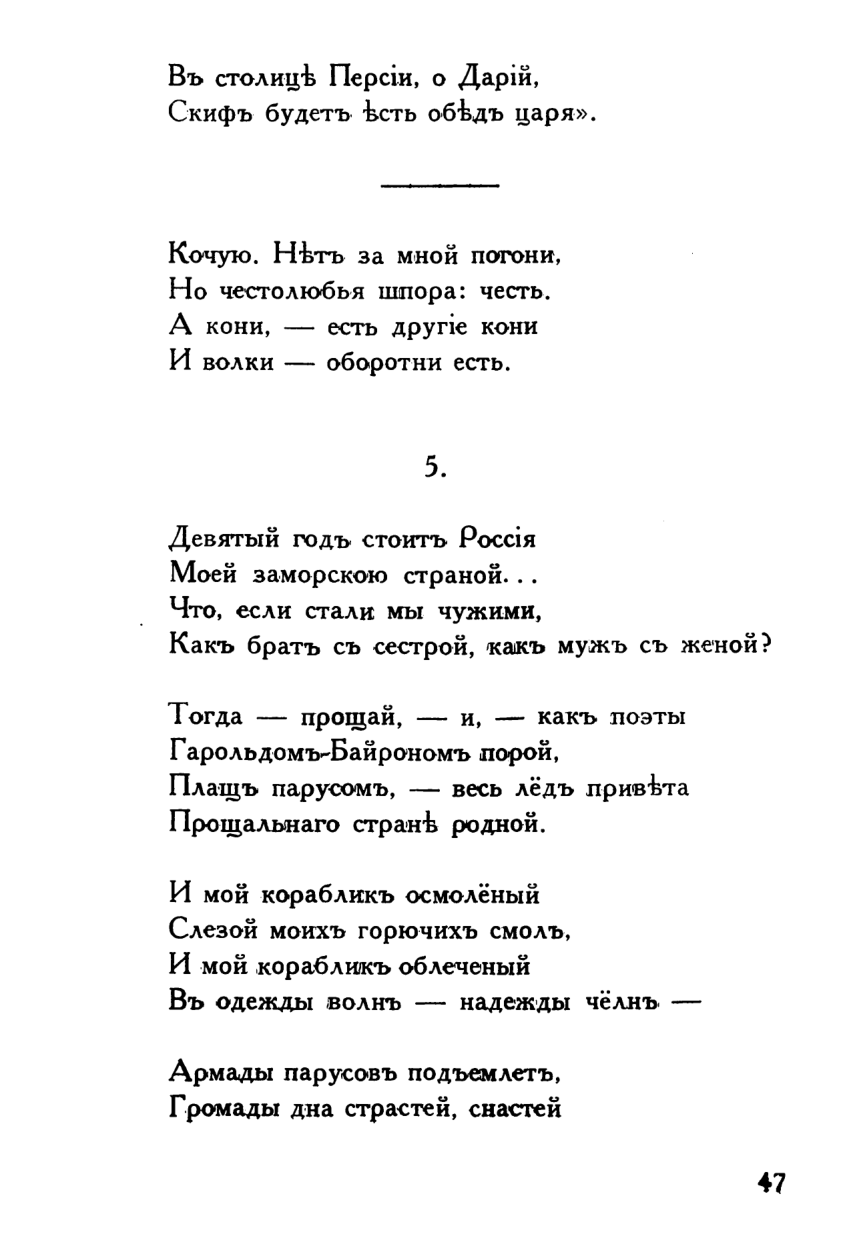 Въ столицѣ Персіи, о Дарій,
Скифъ будетъ ѣсть обѣдъ царя».
Кочую. Нѣтъ за мной погони,
Но честолюбья шпора: честь.
А кони, — есть другіе кони
И волки — оборотни есть.
5.
Девятый годъ стоитъ Россія
Моей заморскою страной...
Что, если стали мы чужими,
Какъ братъ съ сестрой, какъ мужъ съ женой?
Тогда — прощай, — и, — какъ поэты
Гарольдомъ-Байрономъ порой,
Плащъ парусомъ, — весь лёдъ привѣта
Прощальнаго странѣ родной.
И мой корабликъ осмолёный
Слезой моихъ горючихъ смолъ,
И мой корабликъ облеченый
Въ одежды волнъ — надежды чёлнъ —
Армады парусовъ подъемлетъ,
Громады дна страстей, снастей
47